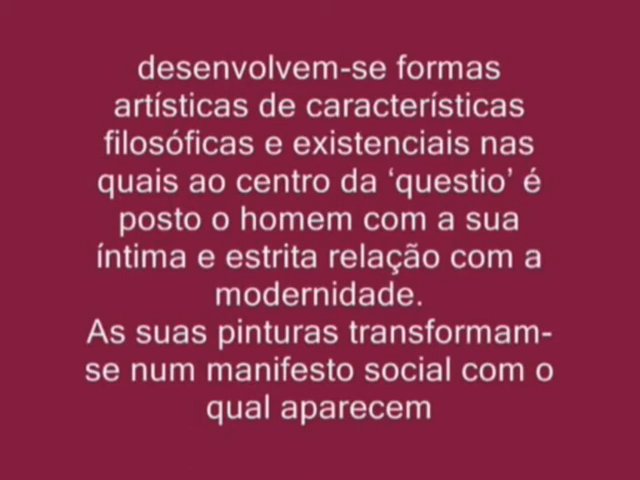 desenvolvem-se formas
artísticas de características
filosóficas e existenciais nas
quais ao centro da ‘questio’ é
posto o homem com a sua
íntima e estrita relação com a
modernidade.
As suas pinturas transformam-
se num manifesto social com o
qual aparecem